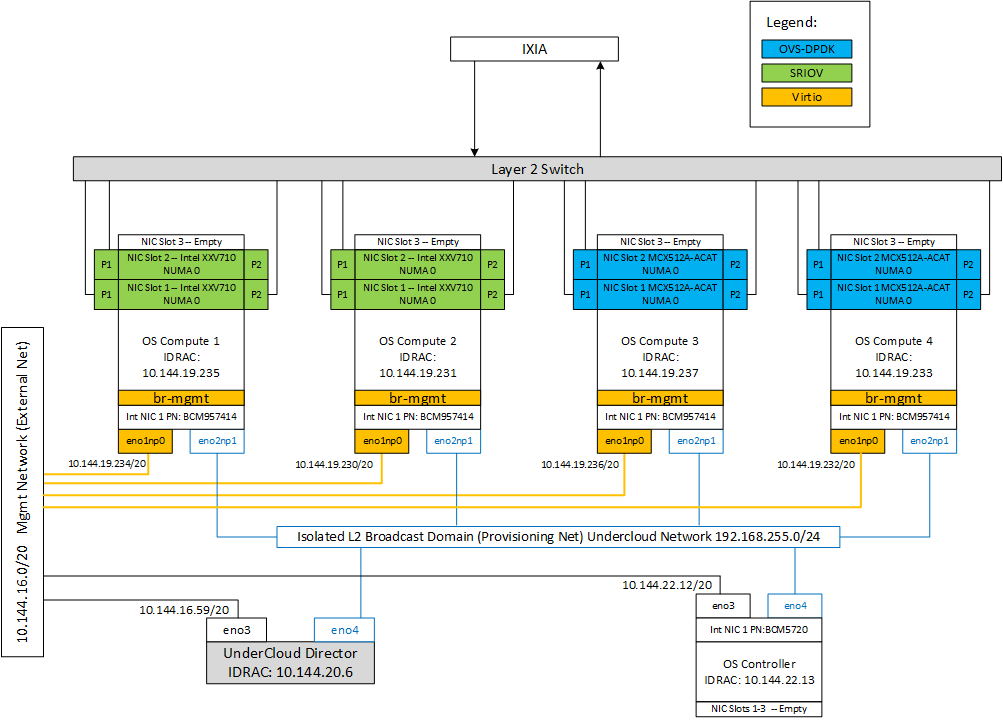 Legend:
OVS-DPDK
SRIOV
Virtio
IXIA
Layer 2 Switch
NIC Slot 3 -- Empty
P1
NIC Slot 2 -- Intel XXV710
NUMA 0
P2
P1
NIC Slot 1 -- Intel XXV710
NUMA 0
P2
OS Compute 1
IDRAC:
10.144.19.235
br-mgmt
Int NIC 1 PN: BCM957414
eno1np0
eno2np1
10.144.19.234/20
NIC Slot 3 -- Empty
P1
NIC Slot 2 -- Intel XXV710
NUMA 0
P2
P1
NIC Slot 1 -- Intel XXV710
NUMA 0
P2
OS Compute 2
IDRAC:
10.144.19.231
br-mgmt
Int NIC 1 PN: BCM957414
eno1np0
eno2np1
10.144.19.230/20
NIC Slot 3 -- Empty
P1
NIC Slot 2 MCX512A-ACAT
NUMA 0
P2
P1
NIC Slot 1 MCX512A-ACAT
NUMA 0
P2
OS Compute 3
IDRAC:
10.144.19.237
br-mgmt
Int NIC 1 PN: BCM957414
eno1np0
eno2np1
10.144.19.236/20
NIC Slot 3 -- Empty
P1
NIC Slot 2 MCX512A-ACAT
NUMA 0
P2
P1
NIC Slot 1 MCX512A-ACAT
NUMA 0
P2
OS Compute 4
IDRAC:
10.144.19.233
br-mgmt
Int NIC 1 PN: BCM957414
eno1np0
eno2np1
10.144.19.232/20
10.144.16.0/20 Mgmt Network (External Net)
Isolated L2 Broadcast Domain (Provisioning Net) Undercloud Network 192.168.255.0/24
10.144.16.59/20
eno3
eno4
UnderCloud Director
IDRAC: 10.144.20.6
10.144.22.12/20
eno3
eno4
Int NIC 1 PN:BCM5720
OS Controller
IDRAC: 10.144.22.13
NIC Slots 1-3 -- Empty